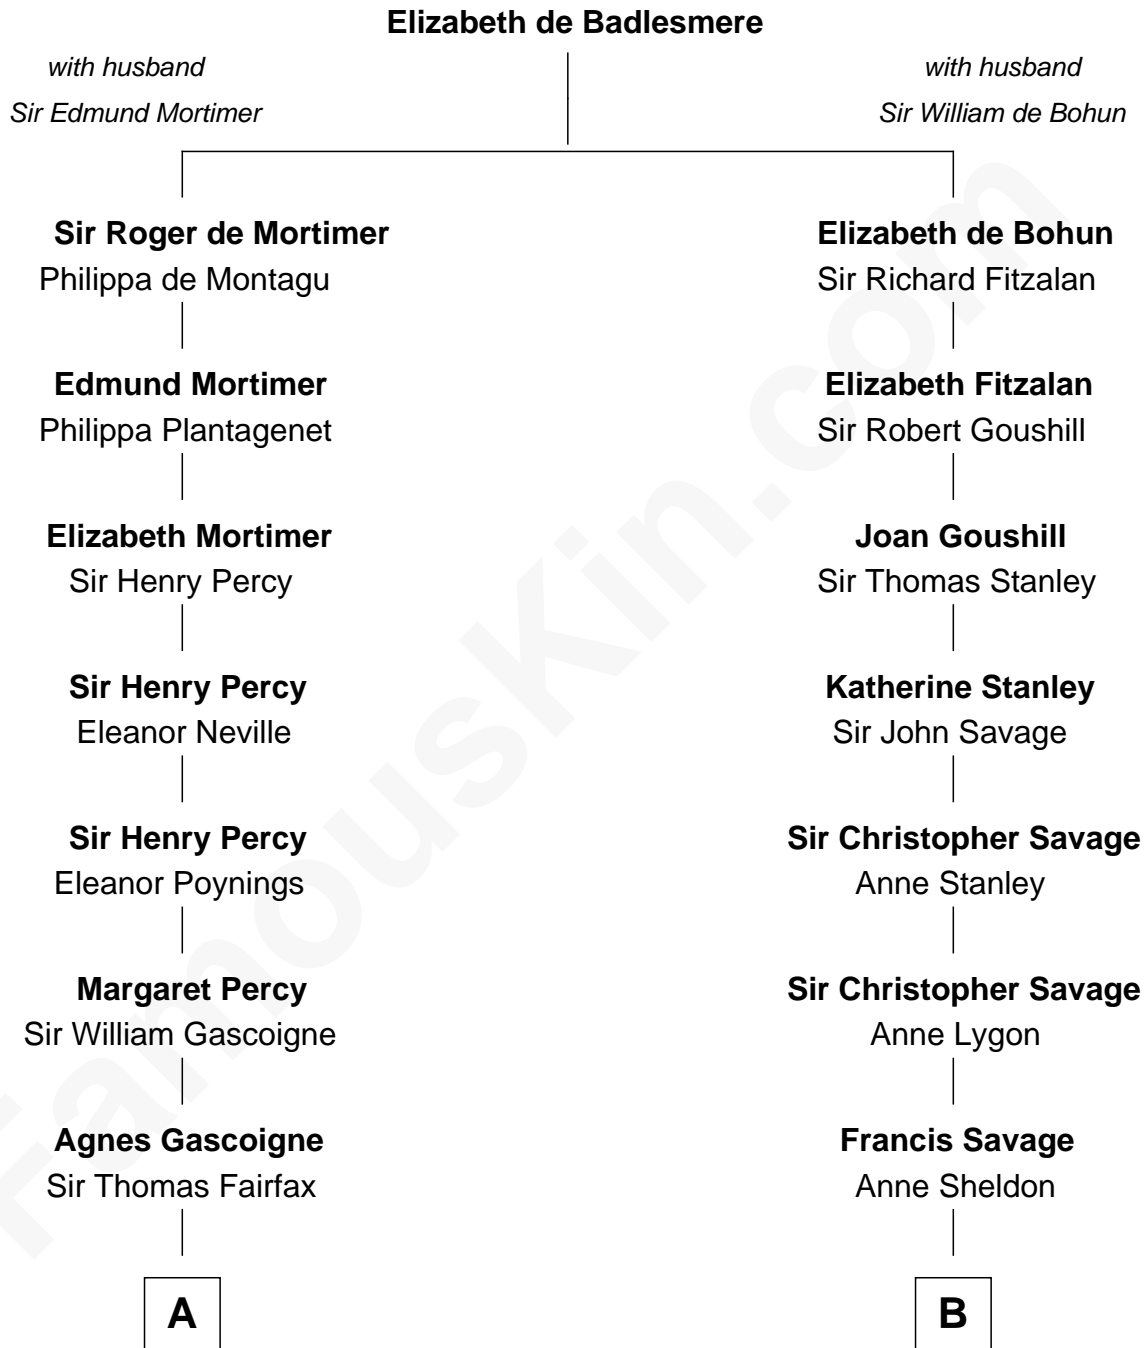 Elizabeth de Badlesmere
with husband
Sir Edmund Mortimer
with husband
Sir William de Bohun
Sir Roger de Mortimer
Philippa de Montagu
Edmund Mortimer
Philippa Plantagenet
Elizabeth Mortimer
Sir Henry Percy
Sir Henry Percy
Eleanor Neville
Sir Henry Percy
Eleanor Poynings
Margaret Percy
Sir William Gascoigne
Agnes Gascoigne
Sir Thomas Fairfax
A
Elizabeth de Bohun
Sir Richard Fitzalan
Elizabeth Fitzalan
Sir Robert Goushill
Joan Goushill
Sir Thomas Stanley
Katherine Stanley
Sir John Savage
Sir Christopher Savage
Anne Stanley
Sir Christopher Savage
Anne Lygon
Francis Savage
Anne Sheldon
B
FamousKin.com